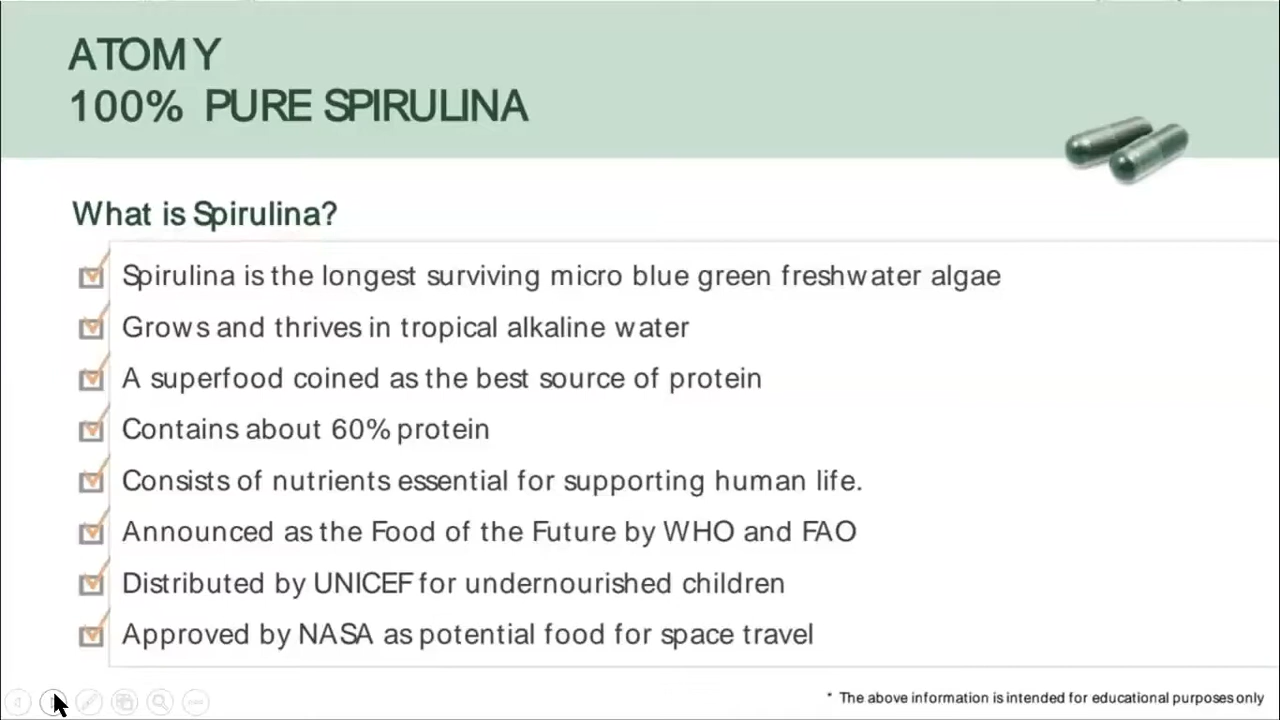 ATOMY
100% PURE SPIRULINA
What is Spirulina?
Spirulina is the longest surviving micro blue green freshwater algae
Grows and thrives in tropical alkaline water
A superfood coined as the best source of protein
Contains about 60% protein
Consists of nutrients essential for supporting human life.
Announced as the Food of the Future by WHO and FAO
Distributed by UNICEF for undernourished children
Approved by NASA as potential food for space travel
* The above information is intended for educational purposes only